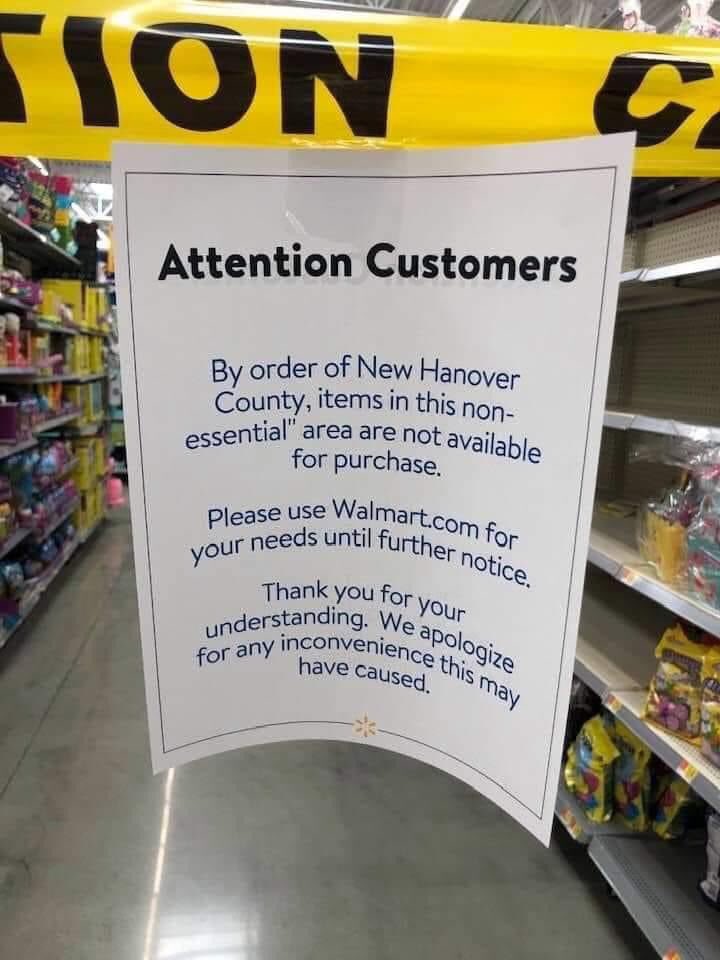 TION CA
Attention Customers
By order of New Hanover
County, items in this non-
essential" area are not available
for purchase.
Please use Walmart.com for
your needs until further notice.
Thank you for your
understanding. We apologize
for any inconvenience this may
have caused.